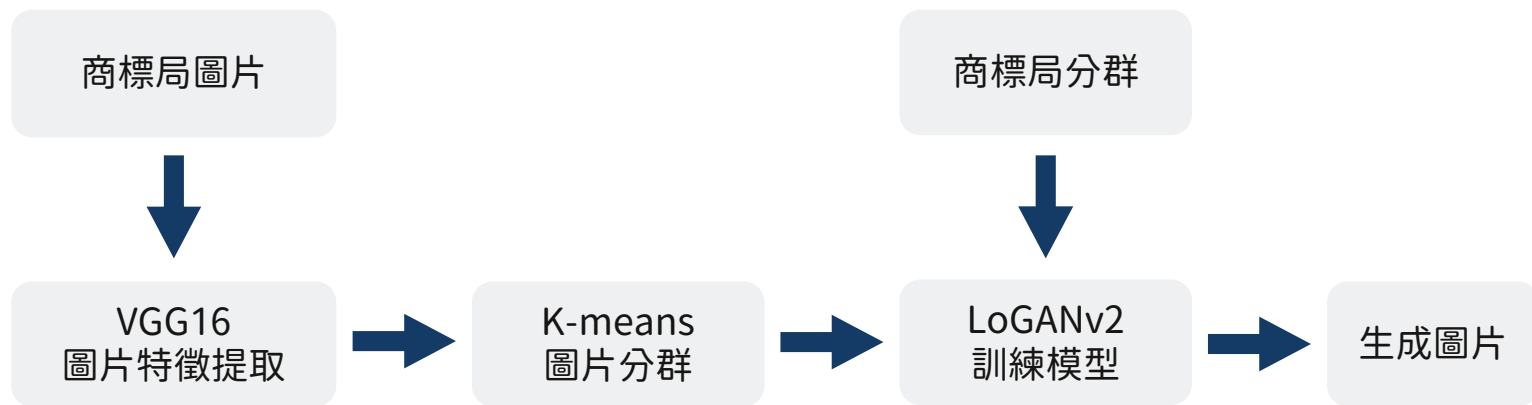 商標局圖片
商標局分群
VGG16
圖片特徵提取
K-means
圖片分群
LoGANv2
訓練模型
生成圖片